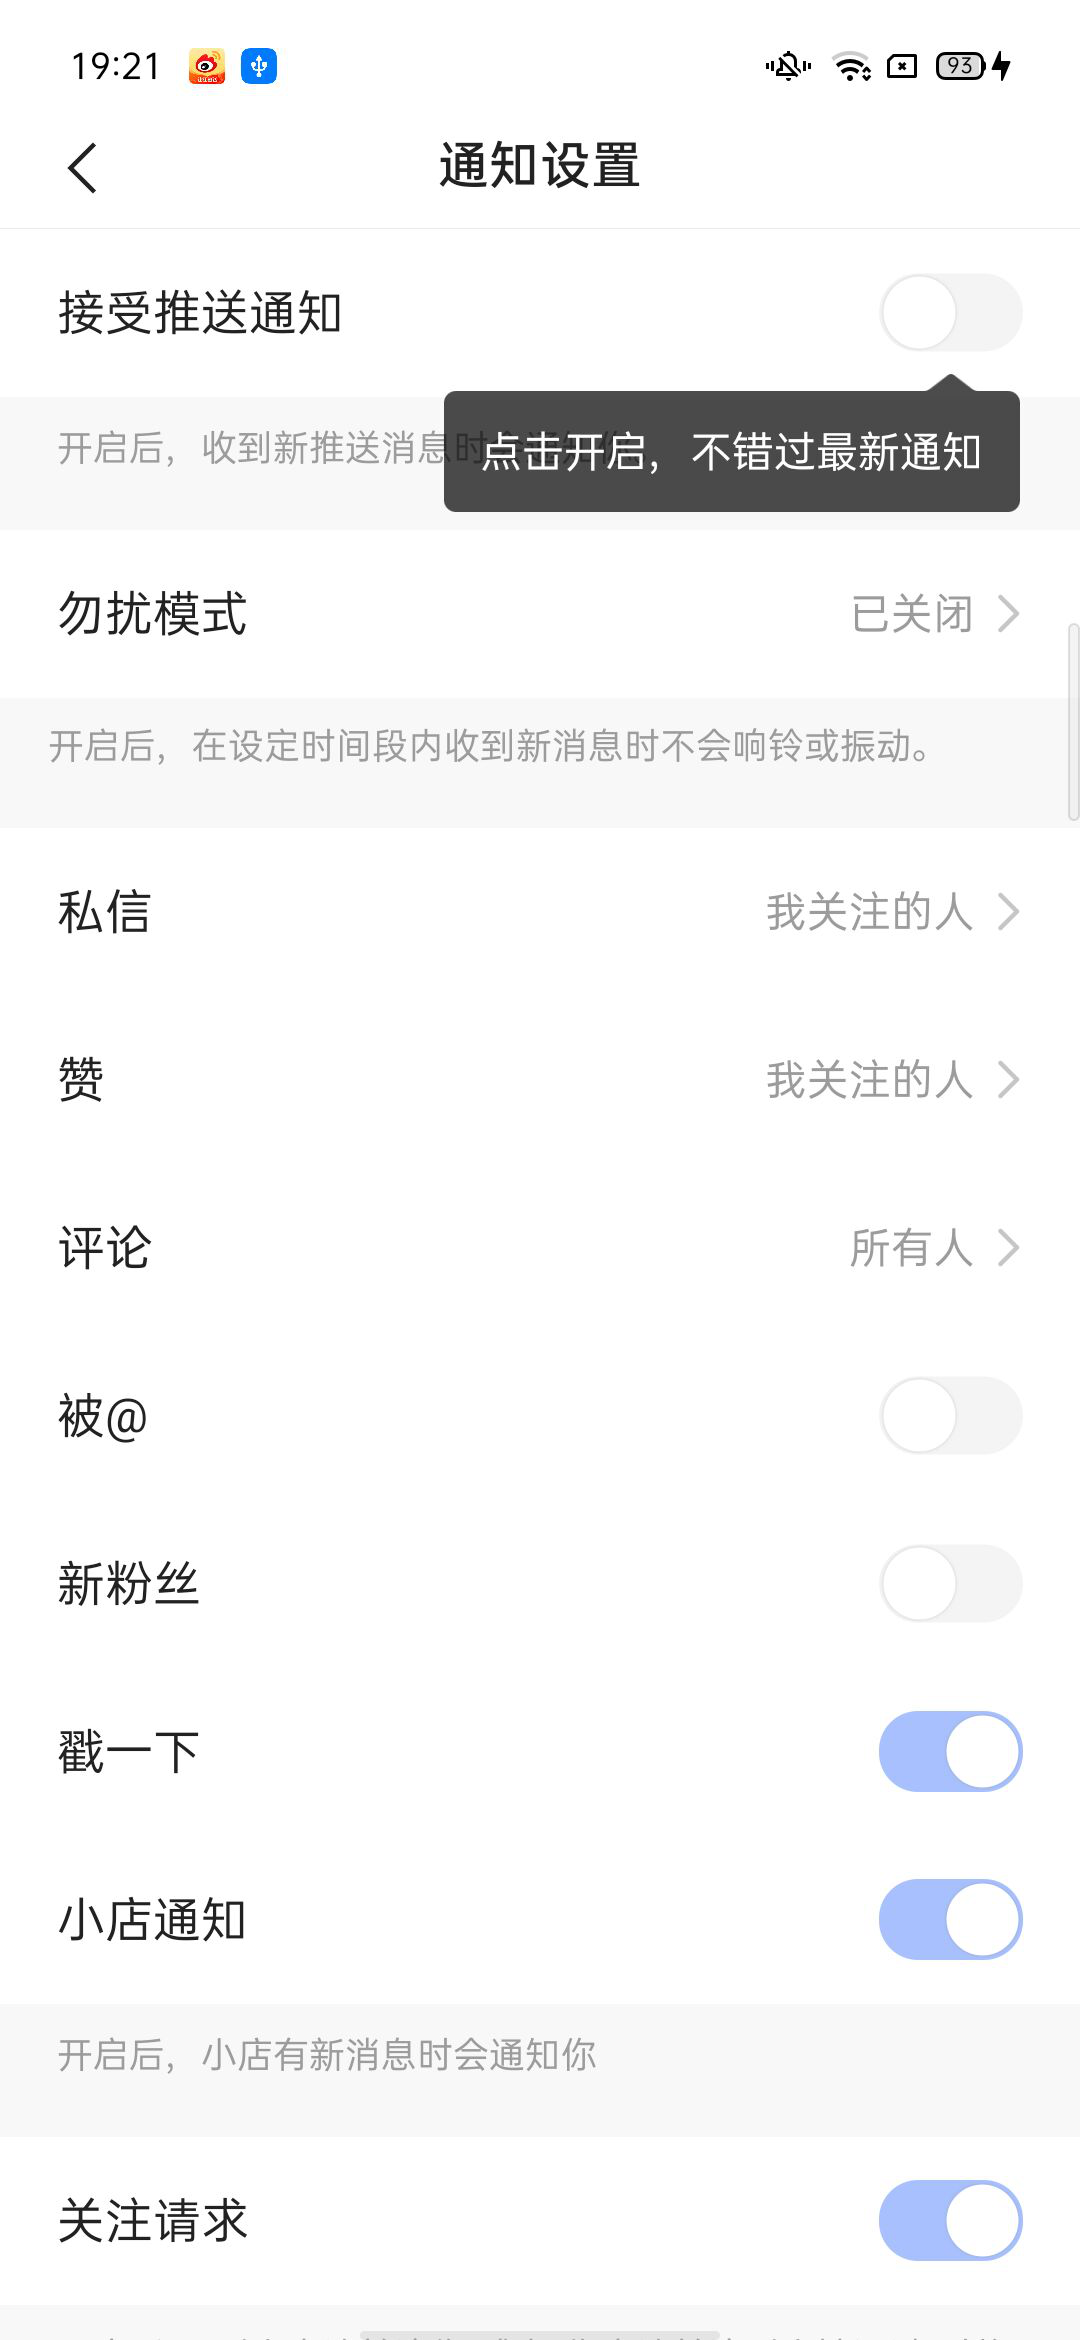 19:21
93
通知设置
接受推送通知
开启后，收到新推送消息时会通知你。
点击开启，不错过最新通知
勿扰模式
已关闭
开启后，在设定时间段内收到新消息时不会响铃或振动。
私信
我关注的人
赞
我关注的人
评论
所有人
被@
新粉丝
戳一下
小店通知
开启后，小店有新消息时会通知你
关注请求